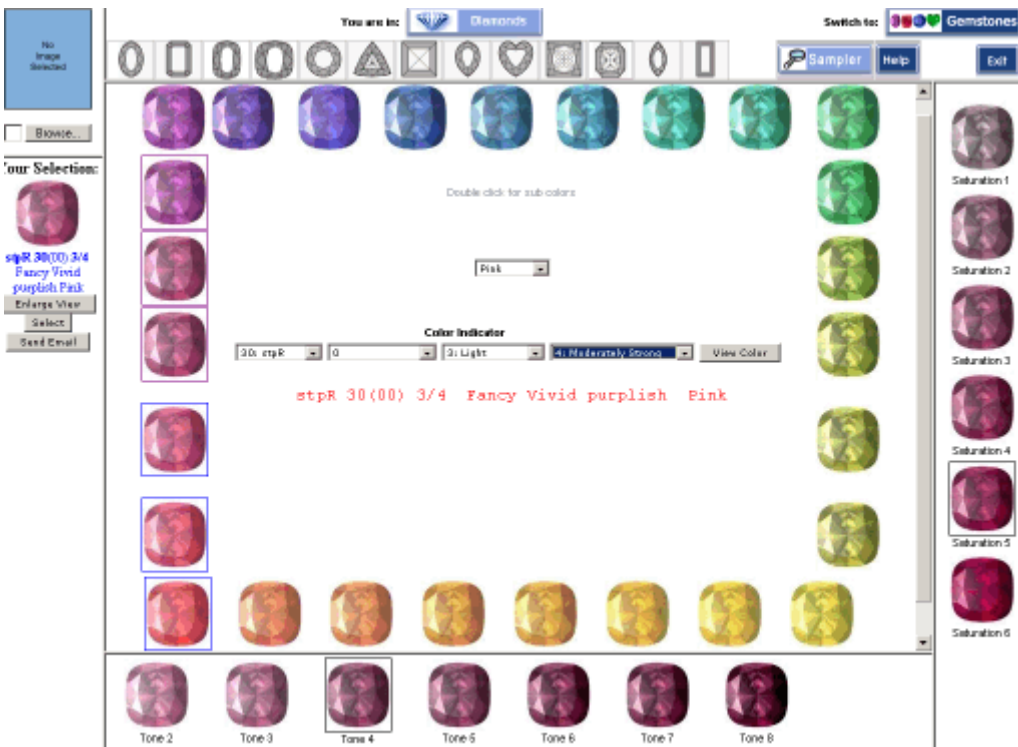 You are in:
Diamonds
Switch to:
Gemstones
No
Image
Selected
Sampler
Help
Exit
Browse...
Your Selection:
stpR 30(00) 3/4
Fancy Vivid
purplish Pink
Enlarge View
Select
Send Email
Double click for sub colors
Pink
Color Indicator
30: stpR
0
3: Light
4: Moderately Strong
View Color
stpR 30(00) 3/4 Fancy Vivid purplish Pink
Saturation 1
Saturation 2
Saturation 3
Saturation 4
Saturation 5
Saturation 6
Tone 2
Tone 3
Tone 4
Tone 5
Tone 6
Tone 7
Tone 8